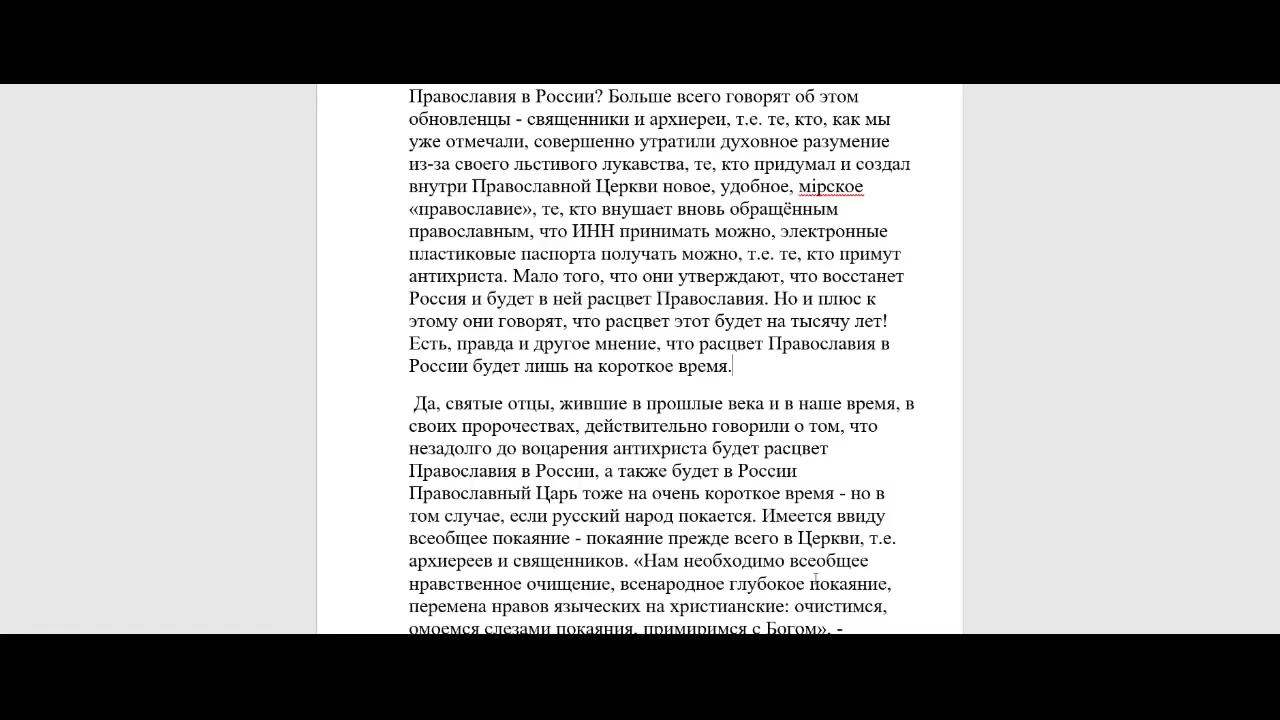 Православия в России? Больше всего говорят об этом
обновленцы - священники и архиереи, т.е. те, кто, как мы
уже отмечали, совершенно утратили духовное разумение
из-за своего льстивого лукавства, те, кто придумал и создал
внутри Православной Церкви новое, удобное, мірское
«православие», те, кто внушает вновь обращённым
православным, что ИНН принимать можно, электронные
пластиковые паспорта получать можно, т.е. те, кто примут
антихриста. Мало того, что они утверждают, что восстанет
Россия и будет в ней расцвет Православия. Но и плюс к
этому они говорят, что расцвет этот будет на тысячу лет!
Есть, правда и другое мнение, что расцвет Православия в
России будет лишь на короткое время.
Да, святые отцы, жившие в прошлые века и в наше время, в
своих пророчествах, действительно говорили о том, что
незадолго до воцарения антихриста будет расцвет
Православия в России, а также будет в России
Православный Царь тоже на очень короткое время - но в
том случае, если русский народ покается. Имеется ввиду
всеобщее покаяние - покаяние прежде всего в Церкви, т.е.
архиереев и священников. «Нам необходимо всеобщее
нравственное очищение, всенародное глубокое покаяние,
перемена нравов языческих на христианские: очистимся,
омоемся слезами покаяния, примиримся с Богом», -